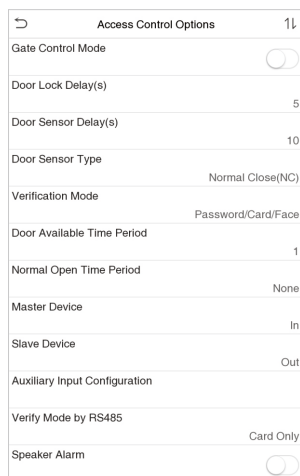 Access Control Options
Gate Control Mode
Door Lock Delay(s)
5
Door Sensor Delay(s)
10
Door Sensor Type
Normal Close(NC)
Verification Mode
Password/Card/Face
Door Available Time Period
1
Normal Open Time Period
None
Master Device
In
Slave Device
Out
Auxiliary Input Configuration
Verify Mode by RS485
Card Only
Speaker Alarm